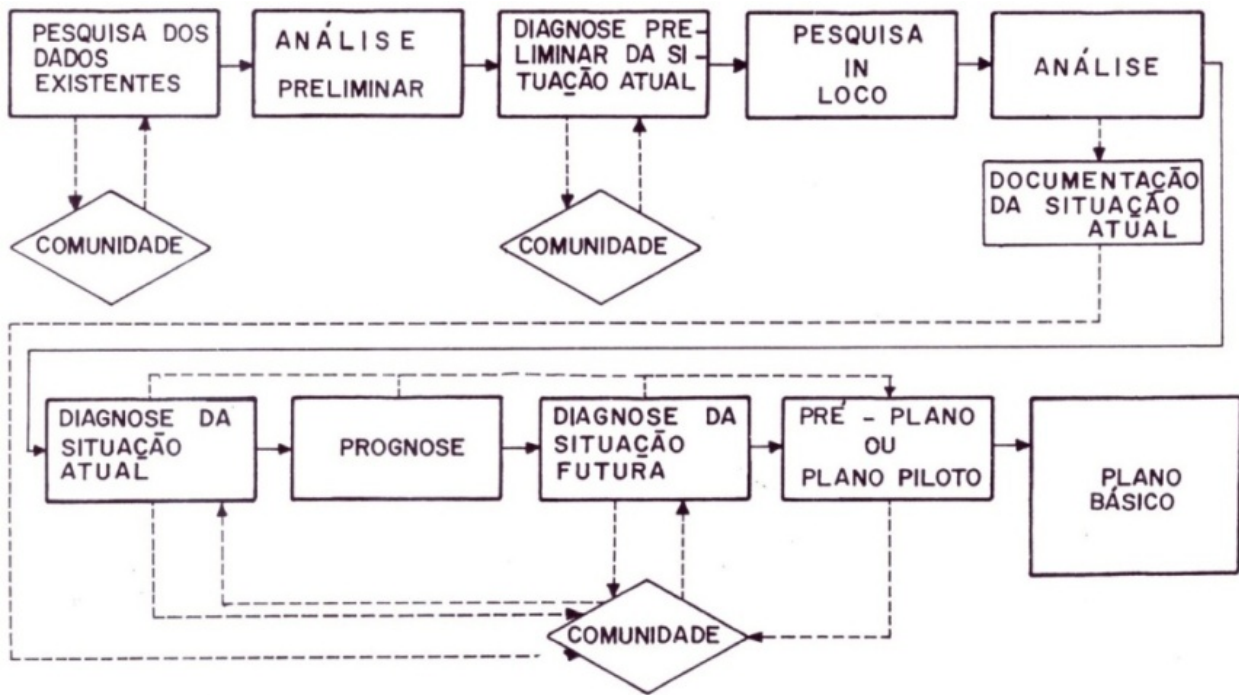 PESQUISA DOS
DADOS
EXISTENTES
ANÁLISE
PRELIMINAR
DIAGNOSE PRE-
LIMINAR DA SI-
TUAÇÃO ATUAL
PESQUISA
IN
LOCO
ANÁLISE
COMUNIDADE
COMUNIDADE
DOCUMENTAÇÃO
DA SITUAÇÃO
ATUAL
DIAGNOSE DA
SITUAÇÃO
ATUAL
PROGNOSE
DIAGNOSE DA
SITUAÇÃO
FUTURA
PRÉ - PLANO
OU
PLANO PILOTO
PLANO
BÁSICO
COMUNIDADE